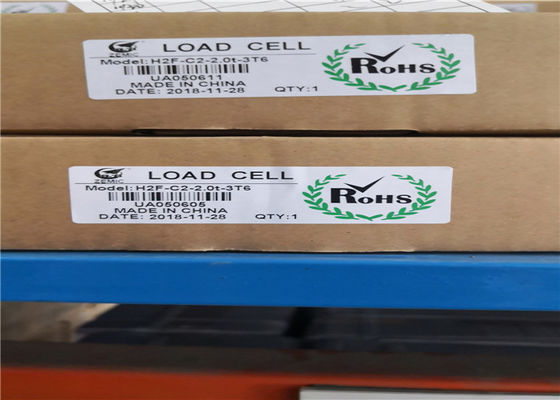 ZEMIC
LOAD CELL
Model: H2F-C2-2.0t-3T6
UA050611
MADE IN CHINA
DATE: 2018-11-28 QTY:1
RoHS
ZEMIC
LOAD CELL
Model: H2F-C2-2.0t-3T6
UA050605
MADE IN CHINA
DATE: 2018-11-28 QTY:1
RoHS